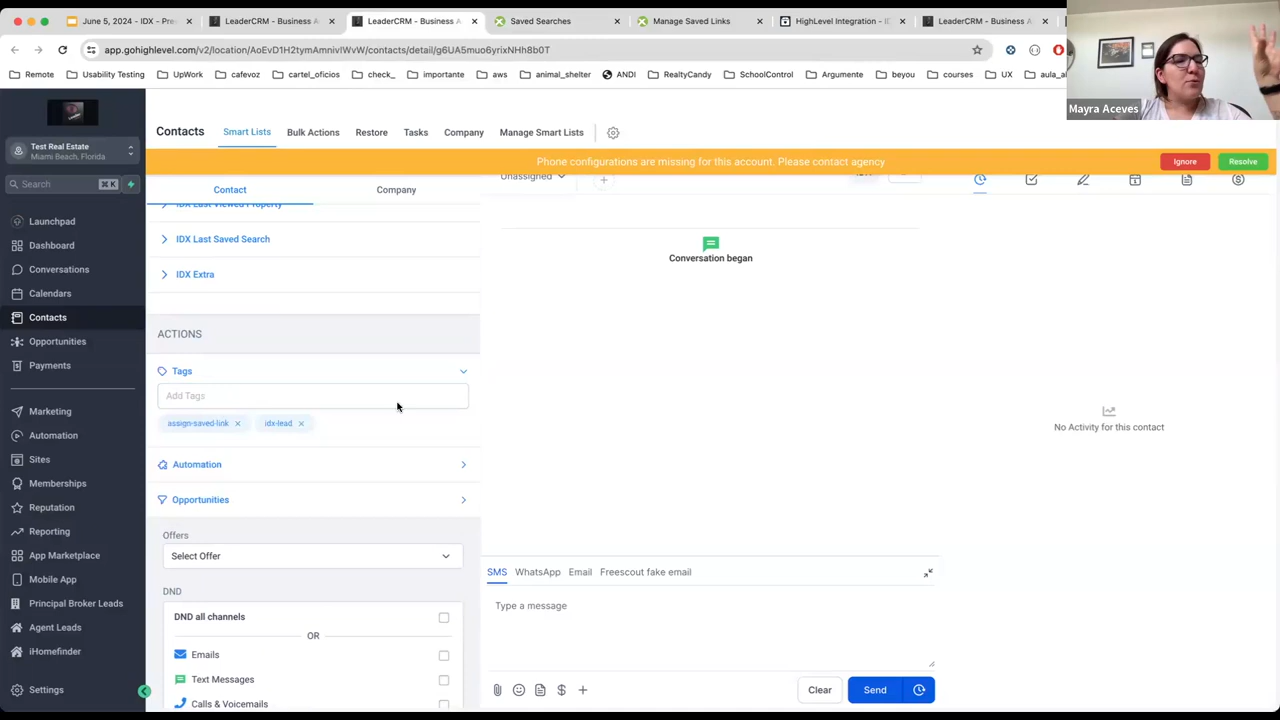 June 5, 2024 - IDX - Pre
LeaderCRM - Business A
LeaderCRM - Business A
Saved Searches
Manage Saved Links
HighLevel Integration - ID
LeaderCRM - Business A
app.gohighlevel.com/v2/location/AoEvD1H2tymAmnivlWvW/contacts/detail/g6UA5muo6yrixNHh8b0T
Remote
Usability Testing
UpWork
cafevoz
cartel_oficios
check_
importante
aws
animal_shelter
ANDI
RealtyCandy
SchoolControl
Argumente
beyou
courses
UX
aula_al
Mayra Aceves
Test Real Estate
Miami Beach, Florida
Search
⌘K
Launchpad
Dashboard
Conversations
Calendars
Contacts
Opportunities
Payments
Marketing
Automation
Sites
Memberships
Reputation
Reporting
App Marketplace
Mobile App
Principal Broker Leads
Agent Leads
iHomefinder
Settings
Contacts
Smart Lists
Bulk Actions
Restore
Tasks
Company
Manage Smart Lists
Phone configurations are missing for this account. Please contact agency
Ignore
Resolve
Contact
Company
Unassigned
IDX Last Viewed Property
IDX Last Saved Search
IDX Extra
ACTIONS
Tags
Add Tags
assign-saved-link
idx-lead
Automation
Opportunities
Offers
Select Offer
DND
DND all channels
OR
Emails
Text Messages
Calls & Voicemails
Conversation began
SMS
WhatsApp
Email
Freescout fake email
Type a message
Clear
Send
No Activity for this contact